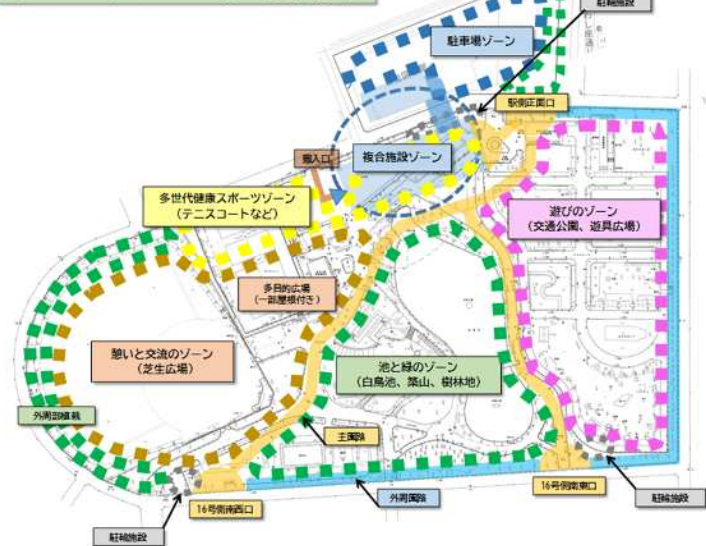 駐輪施設
駐車場ゾーン
駅側正面口
搬入口
複合施設ゾーン
多世代健康スポーツゾーン
(テニスコートなど)
遊びのゾーン
(交通公園、遊具広場)
多目的広場
(一部屋根付き)
憩いと交流のゾーン
(芝生広場)
池と緑のゾーン
(白鳥池、築山、樹林地)
外周部植栽
主園路
16号側南西口
外周園路
16号側南東口
駐輪施設
駐輪施設